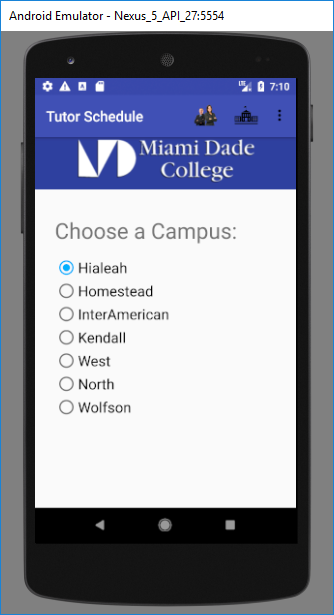 Android Emulator - Nexus_5_API_27:5554
LTE 7:10
Tutor Schedule
Miami Dade
College
Choose a Campus:
Hialeah
Homestead
InterAmerican
Kendall
West
North
Wolfson